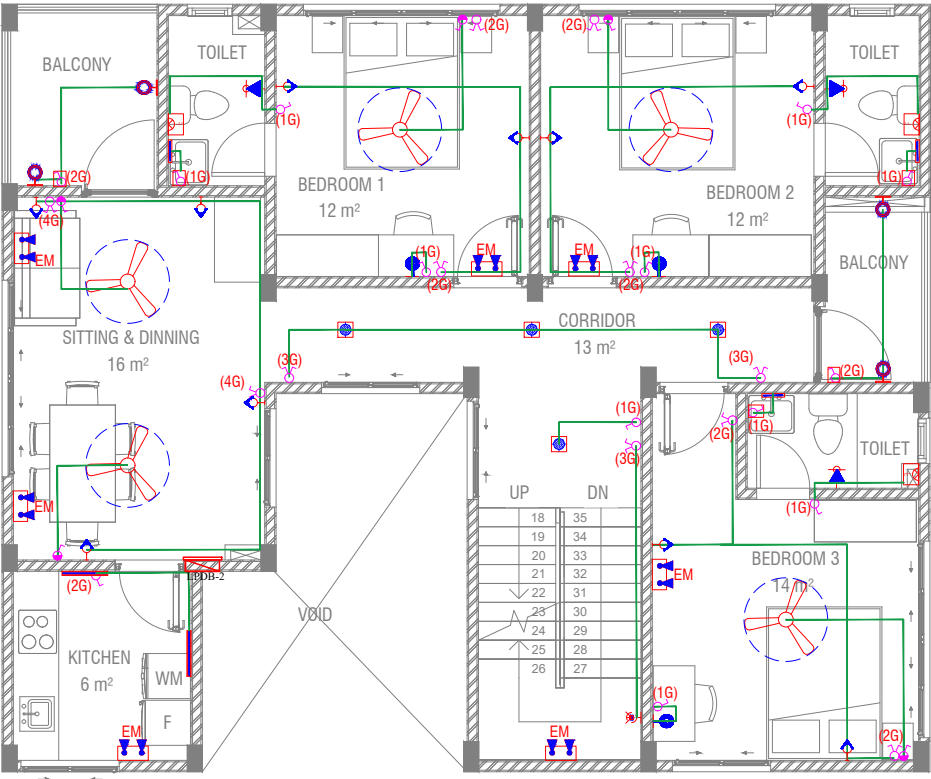 (2G)
(2G)
TOILET
TOILET
BALCONY
(1G)
(1G)
(2G)
(1G)
(1G)
BEDROOM 1
12 m²
BEDROOM 2
12 m²
(4G)
EM
(1G)
EM
EM
(1G)
(2G)
(2G)
BALCONY
SITTING & DINNING
16 m²
CORRIDOR
13 m²
(3G)
(3G)
(2G)
(4G)
(1G)
(2G)
(1G)
(3G)
TOILET
UP
DN
EM
(1G)
18 35
19 34
20 33
21 32
22 31
23 30
24 29
25 28
26 27
BEDROOM 3
14 m²
EM
LPDB-2
(2G)
VOID
KITCHEN
6 m²
WM
F
(1G)
EM
EM
(2G)